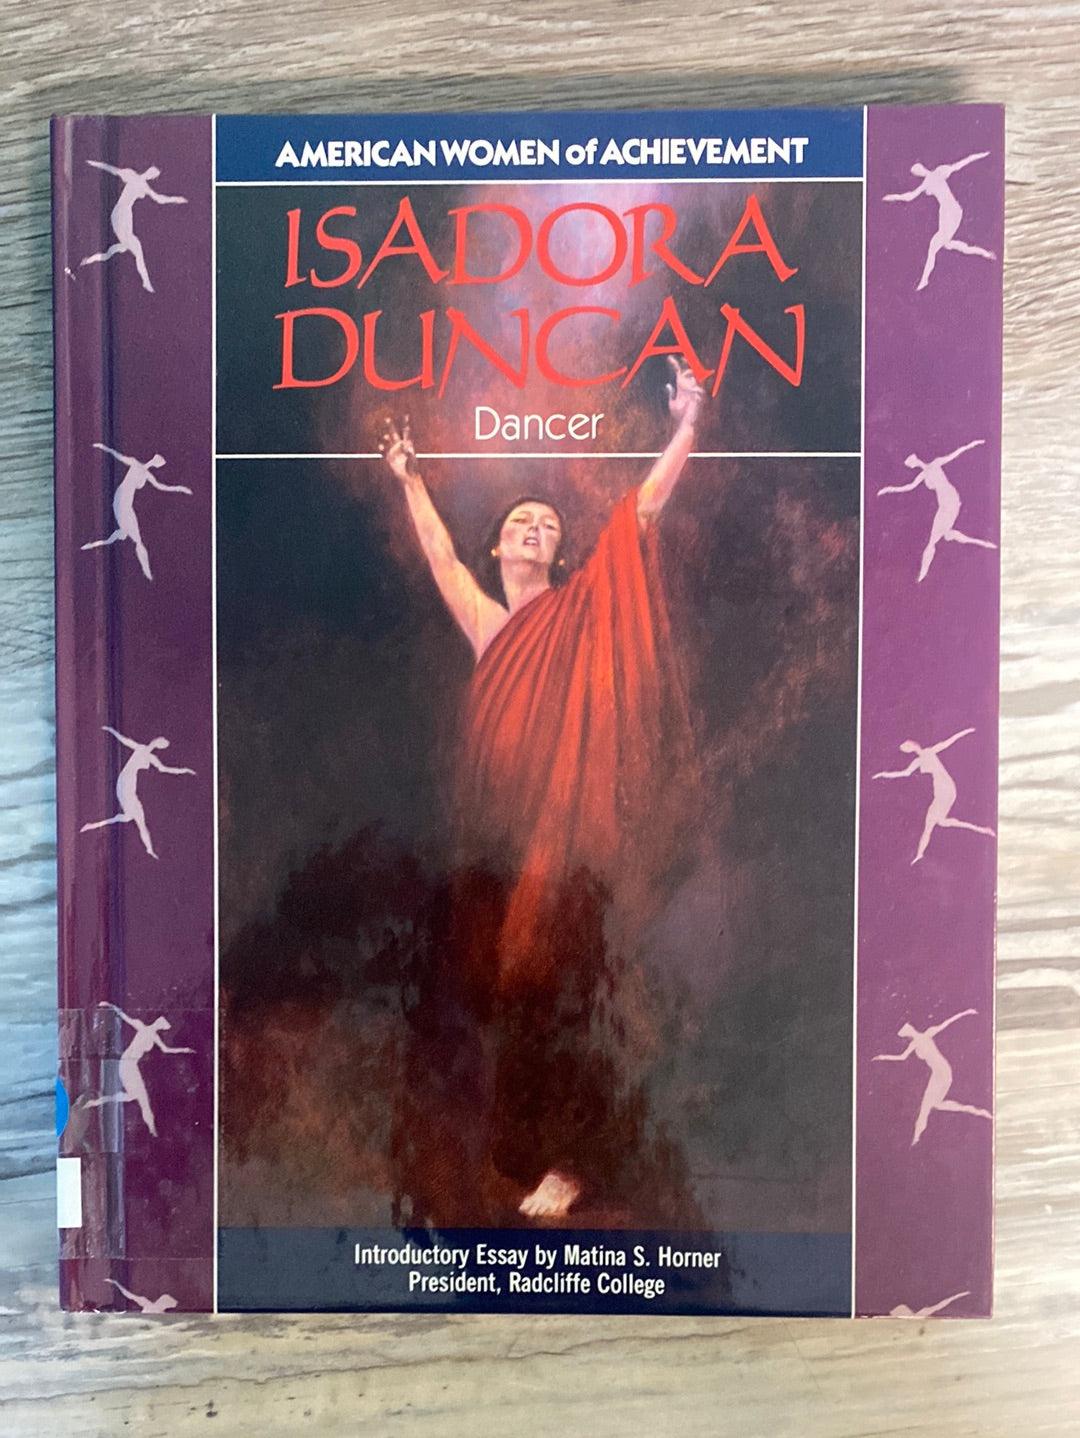 AMERICAN WOMEN of ACHIEVEMENT
ISADORA
DUNCAN
Dancer
Introductory Essay by Matina S. Horner
President, Radcliffe College